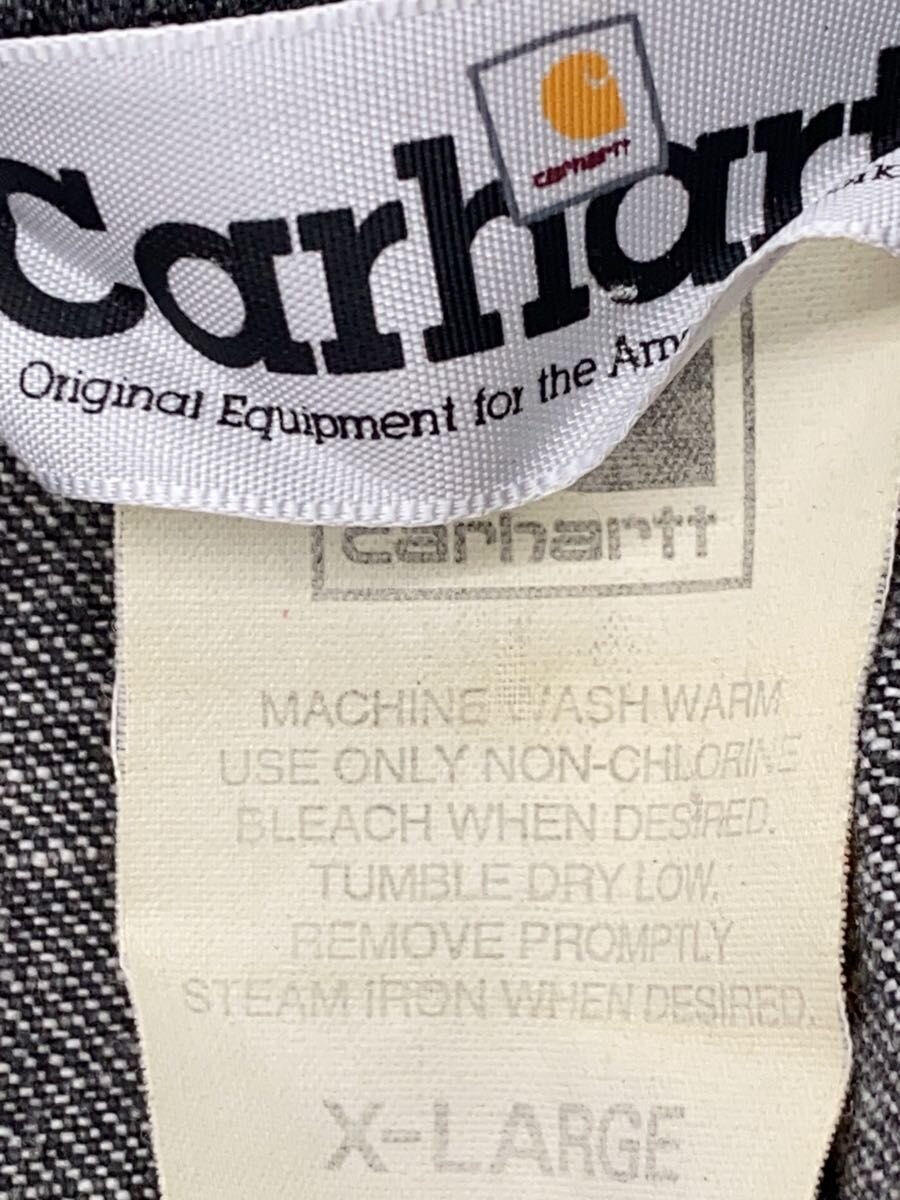 Carhart
carhartt
Original Equipment for the Am
carhartt
MACHINE WASH WARM
USE ONLY NON-CHLORINE
BLEACH WHEN DESIRED.
TUMBLE DRY LOW.
REMOVE PROMPTLY
STEAM IRON WHEN DESIRED.
X-LARGE